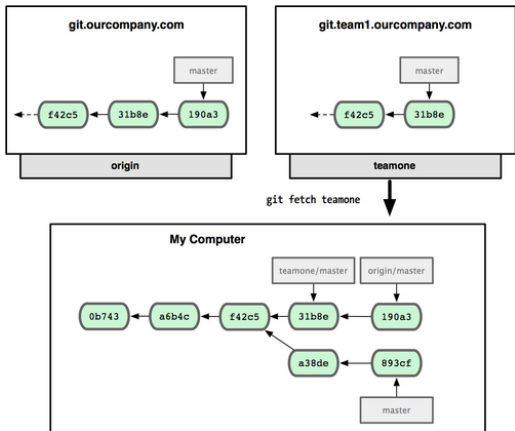 git.ourcompany.com
master
f42c5
31b8e
190a3
origin
git.team1.ourcompany.com
master
f42c5
31b8e
teamone
git fetch teamone
My Computer
teamone/master
origin/master
0b743
a6b4c
f42c5
31b8e
190a3
a38de
893cf
master